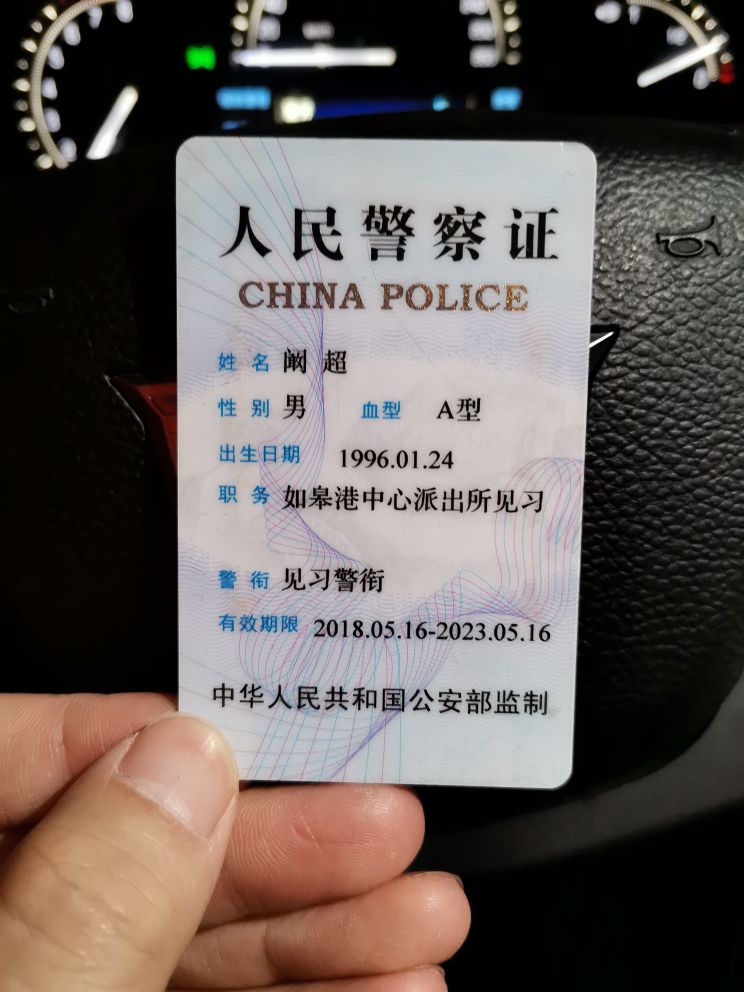 人民警察证
CHINA POLICE
姓名 阚超
性别 男 血型 A型
出生日期 1996.01.24
职务 如皋港中心派出所见习
警衔 见习警衔
有效期限 2018.05.16-2023.05.16
中华人民共和国公安部监制